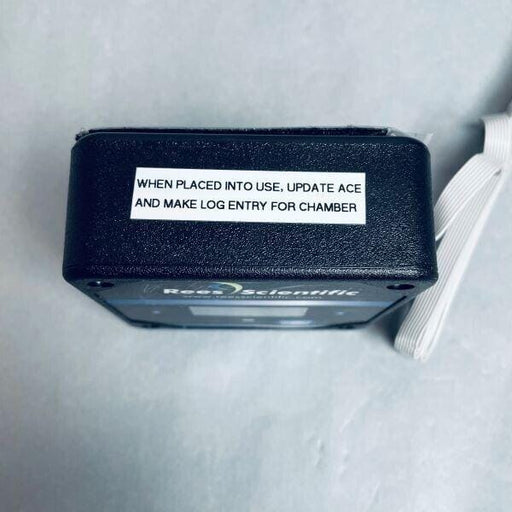 WHEN PLACED INTO USE, UPDATE ACE
AND MAKE LOG ENTRY FOR CHAMBER
Rees Scientific
www.reesscientific.com